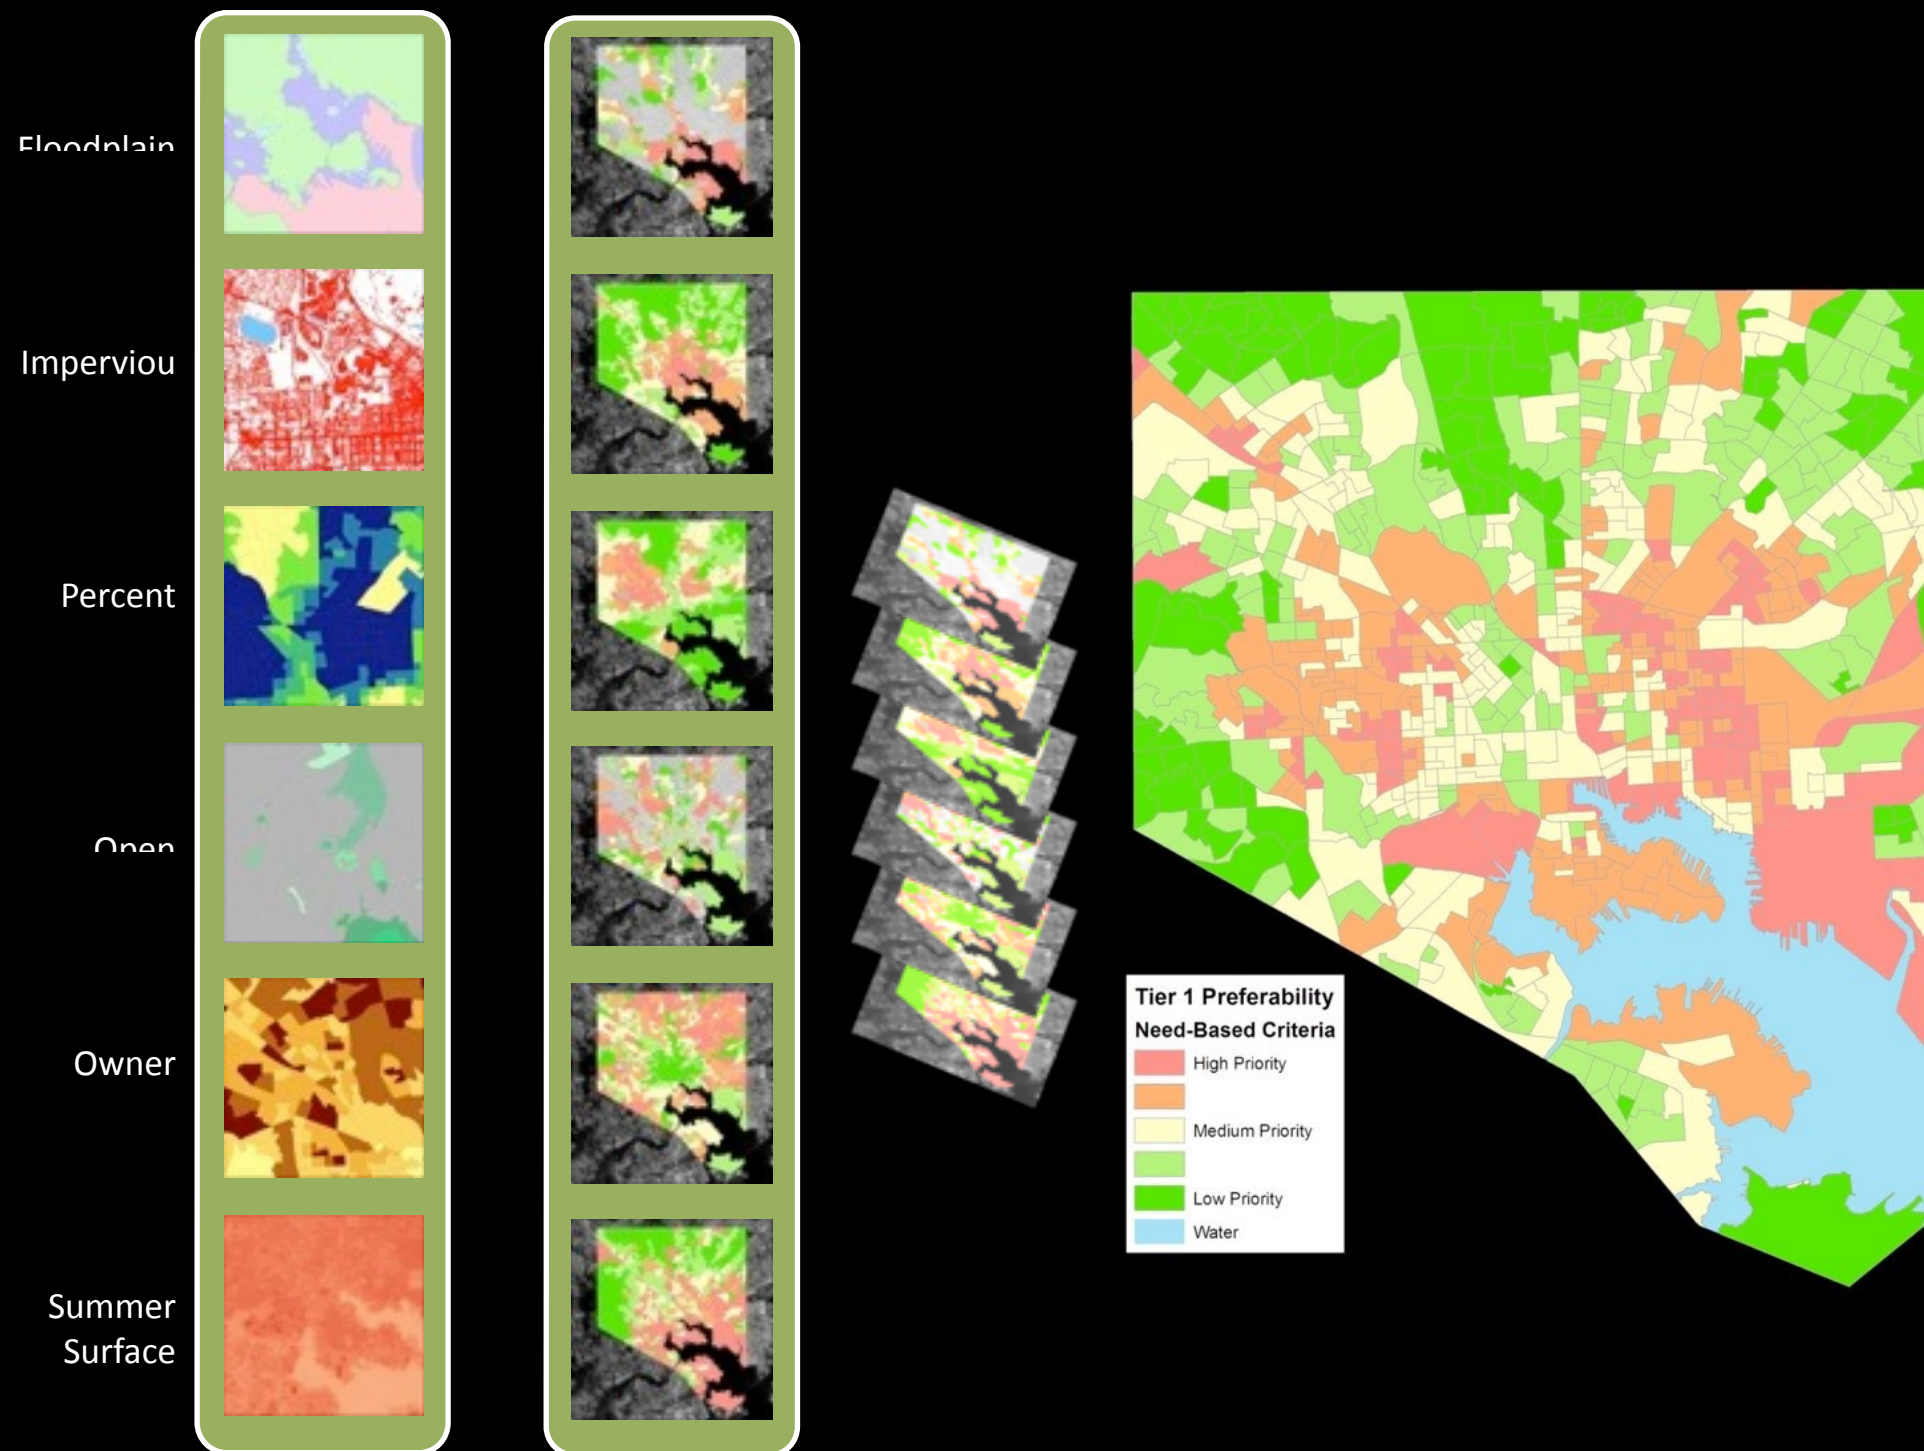 Floodplain
Imperviou
Percent
Open
Owner
Summer
Surface
Tier 1 Preferability
Need-Based Criteria
High Priority
Medium Priority
Low Priority
Water